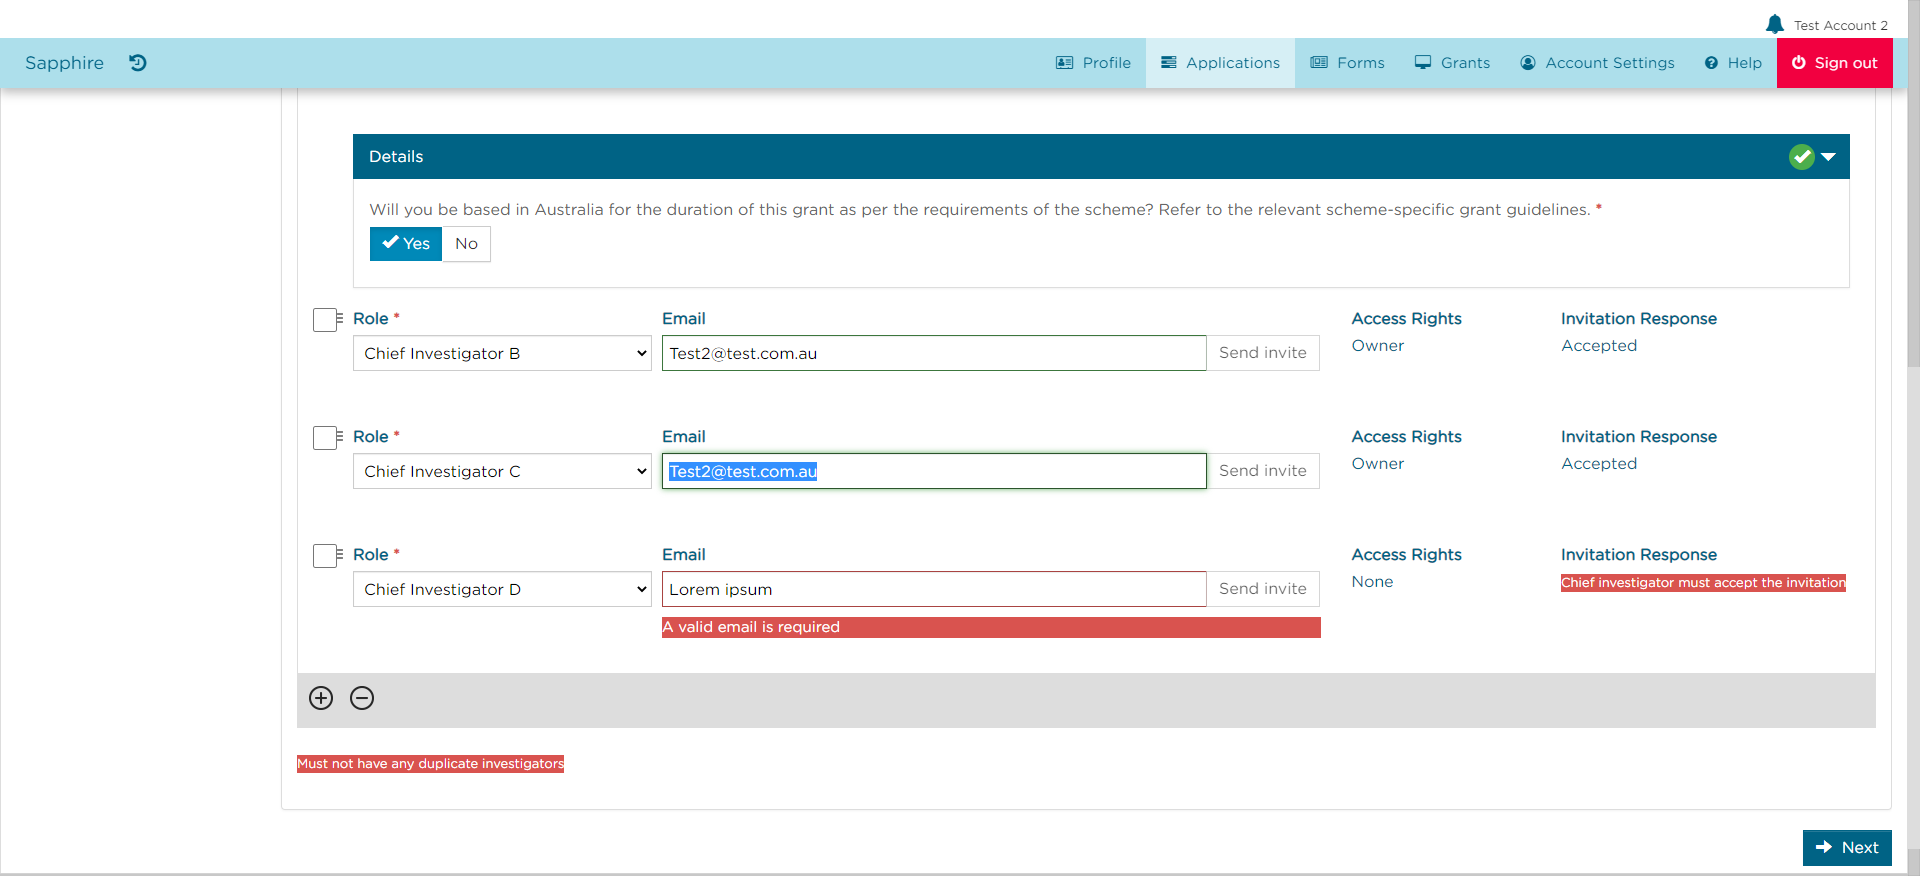 Test Account 2
Sapphire Profile Applications Forms Grants Account Settings Help Sign out
Details
Will you be based in Australia for the duration of this grant as per the requirements of the scheme? Refer to the relevant scheme-specific grant guidelines. *
Yes No
Role * Email Access Rights Invitation Response
Chief Investigator B Test2@test.com.au Send invite Owner Accepted
Role * Email Access Rights Invitation Response
Chief Investigator C Test2@test.com.au Send invite Owner Accepted
Role * Email Access Rights Invitation Response
Chief Investigator D Lorem ipsum Send invite None Chief investigator must accept the invitation
A valid email is required
Must not have any duplicate investigators
Next